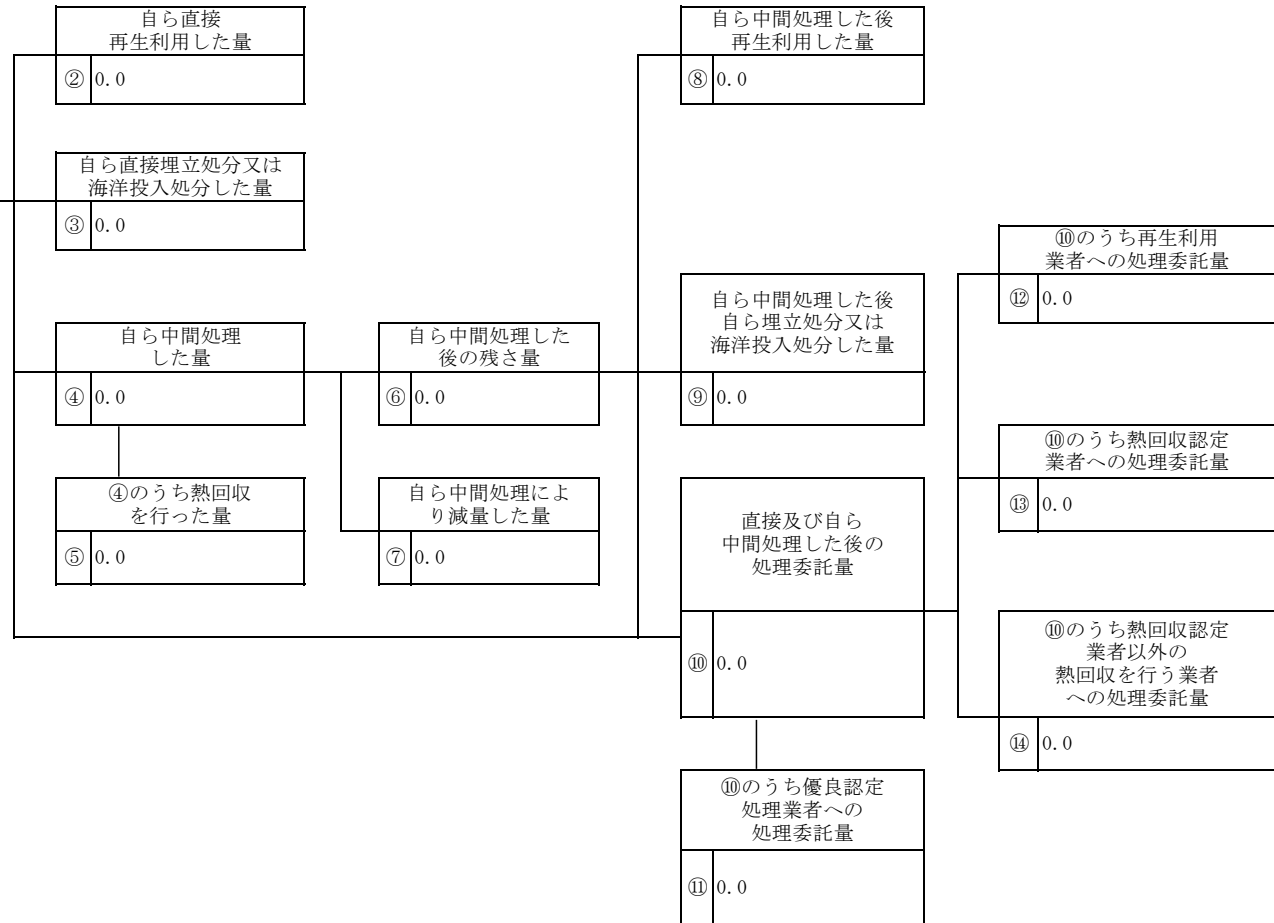 自ら直接
再生利用した量
② 0.0
自ら直接埋立処分又は
海洋投入処分した量
③ 0.0
自ら中間処理
した量
④ 0.0
④のうち熱回収
を行った量
⑤ 0.0
自ら中間処理した
後の残さ量
⑥ 0.0
自ら中間処理によ
り減量した量
⑦ 0.0
自ら中間処理した後
再生利用した量
⑧ 0.0
自ら中間処理した後
自ら埋立処分又は
海洋投入処分した量
⑨ 0.0
直接及び自ら
中間処理した後の
処理委託量
⑩ 0.0
⑩のうち優良認定
処理業者への
処理委託量
⑪ 0.0
⑩のうち再生利用
業者への処理委託量
⑫ 0.0
⑩のうち熱回収認定
業者への処理委託量
⑬ 0.0
⑩のうち熱回収認定
業者以外の
熱回収を行う業者
への処理委託量
⑭ 0.0